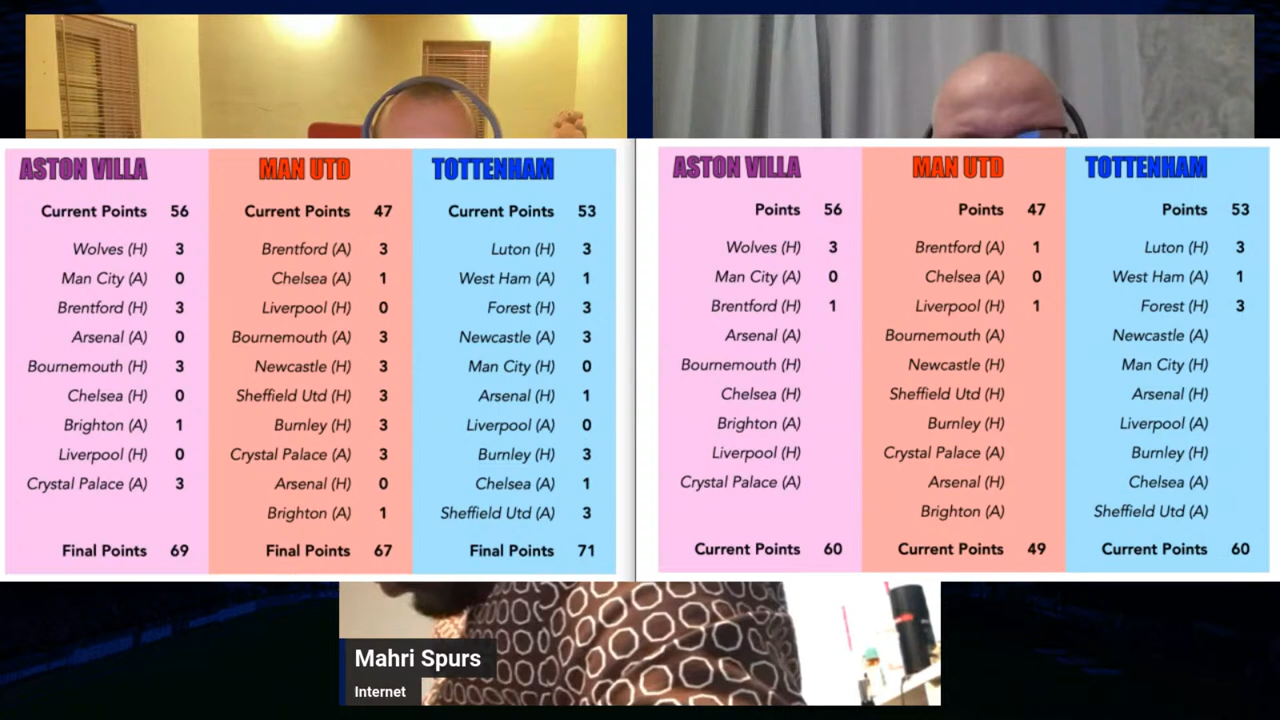 ASTON VILLA MAN UTD TOTTENHAM
Current Points 56 Current Points 47 Current Points 53
Wolves (H) 3 Brentford (A) 3 Luton (H) 3
Man City (A) 0 Chelsea (A) 1 West Ham (A) 1
Brentford (H) 3 Liverpool (H) 0 Forest (H) 3
Arsenal (A) 0 Bournemouth (A) 3 Newcastle (A) 3
Bournemouth (H) 3 Newcastle (H) 3 Man City (H) 0
Chelsea (H) 0 Sheffield Utd (H) 3 Arsenal (H) 1
Brighton (A) 1 Burnley (H) 3 Liverpool (A) 0
Liverpool (H) 0 Crystal Palace (A) 3 Burnley (H) 3
Crystal Palace (A) 3 Arsenal (H) 0 Chelsea (A) 1
Brighton (A) 1 Sheffield Utd (A) 3
Final Points 69 Final Points 67 Final Points 71
ASTON VILLA MAN UTD TOTTENHAM
Points 56 Points 47 Points 53
Wolves (H) 3 Brentford (A) 1 Luton (H) 3
Man City (A) 0 Chelsea (A) 0 West Ham (A) 1
Brentford (H) 1 Liverpool (H) 1 Forest (H) 3
Arsenal (A) Bournemouth (A) Newcastle (A)
Bournemouth (H) Newcastle (H) Man City (H)
Chelsea (H) Sheffield Utd (H) Arsenal (H)
Brighton (A) Burnley (H) Liverpool (A)
Liverpool (H) Crystal Palace (A) Burnley (H)
Crystal Palace (A) Arsenal (H) Chelsea (A)
Brighton (A) Sheffield Utd (A)
Current Points 60 Current Points 49 Current Points 60
Mahri Spurs
Internet